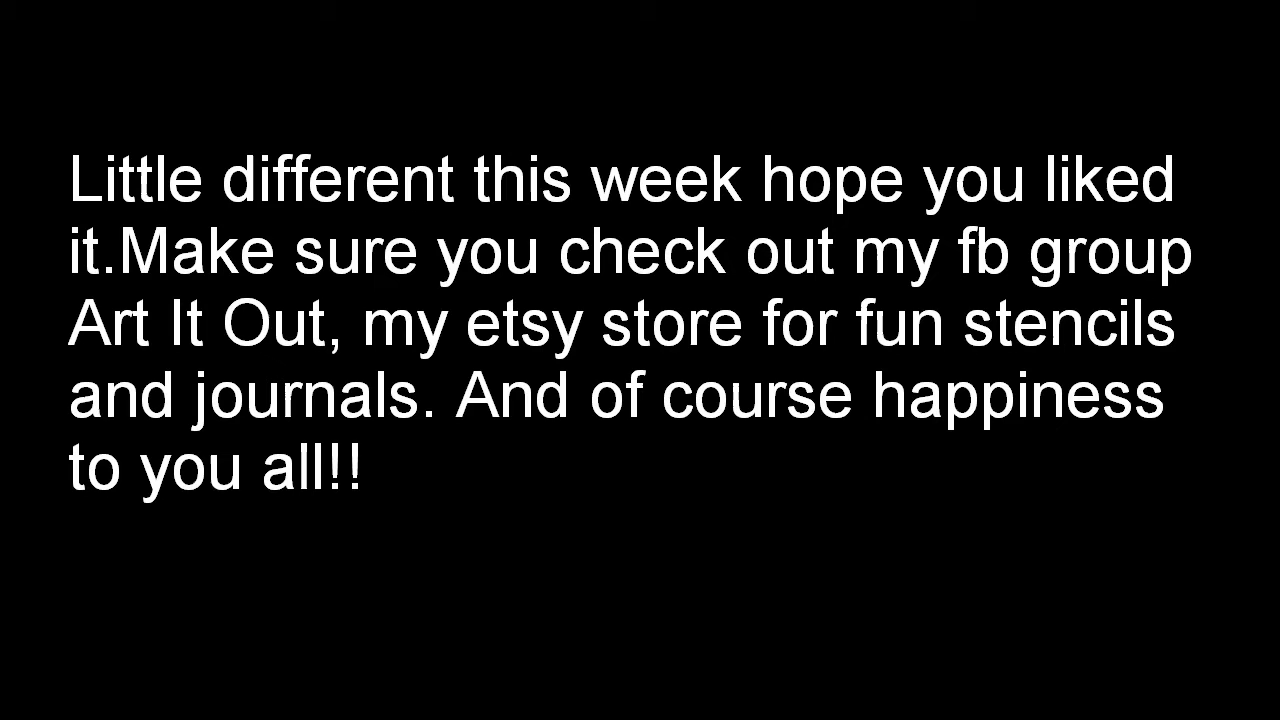 Little different this week hope you liked
it.Make sure you check out my fb group
Art It Out, my etsy store for fun stencils
and journals. And of course happiness
to you all!!